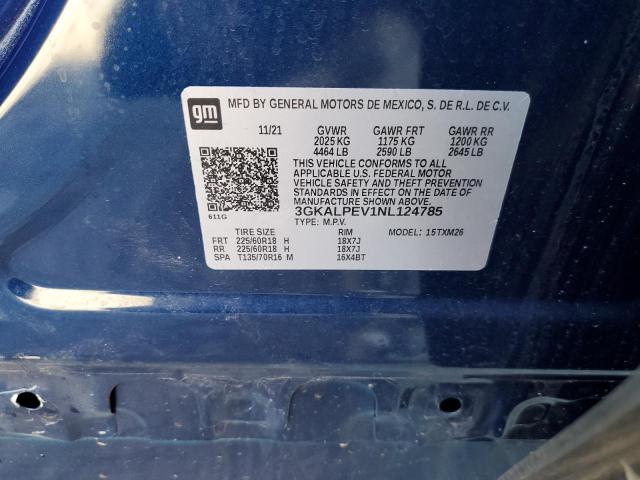 gm
MFD BY GENERAL MOTORS DE MEXICO, S. DE R.L. DE C.V.
11/21 GVWR GAWR FRT GAWR RR
2025 KG 1175 KG 1200 KG
4464 LB 2590 LB 2645 LB
THIS VEHICLE CONFORMS TO ALL
APPLICABLE U.S. FEDERAL MOTOR
VEHICLE SAFETY AND THEFT PREVENTION
STANDARDS IN EFFECT ON THE DATE OF
MANUFACTURE SHOWN ABOVE.
611G 3GKALPEV1NL124785
TYPE: M.P.V.
TIRE SIZE RIM MODEL: 15TXM26
FRT 225/60R18 H 18X7J
RR 225/60R18 H 18X7J
SPA T135/70R16 M 16X4BT